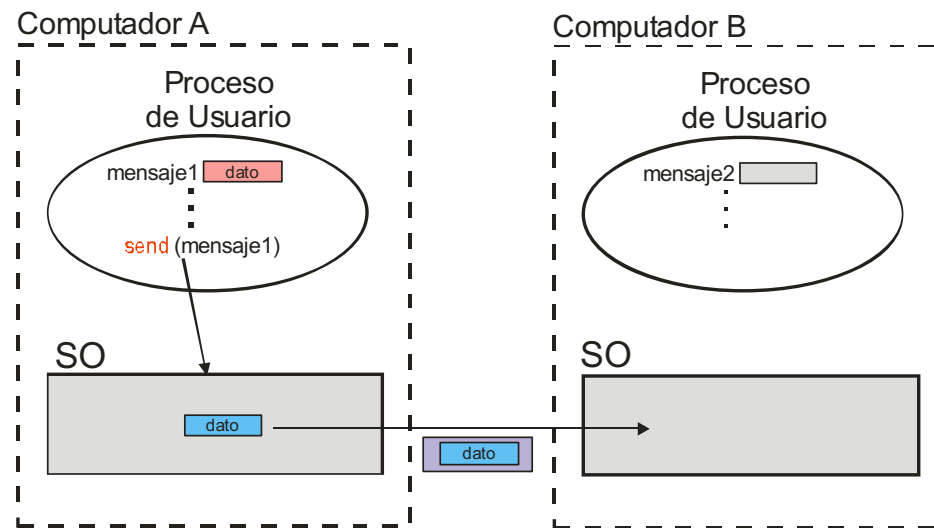 Computador A
Proceso
de Usuario
mensaje1 dato
send (mensaje1)
SO
dato
dato
Computador B
Proceso
de Usuario
mensaje2
SO